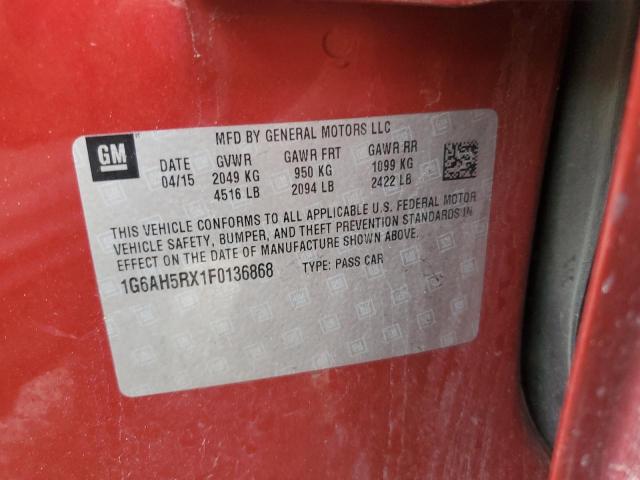 GM
MFD BY GENERAL MOTORS LLC
DATE GVWR GAWR FRT GAWR RR
04/15 2049 KG 950 KG 1099 KG
4516 LB 2094 LB 2422 LB
THIS VEHICLE CONFORMS TO ALL APPLICABLE U.S. FEDERAL MOTOR
VEHICLE SAFETY, BUMPER, AND THEFT PREVENTION STANDARDS IN
EFFECT ON THE DATE OF MANUFACTURE SHOWN ABOVE.
1G6AH5RX1F0136868 TYPE: PASS CAR